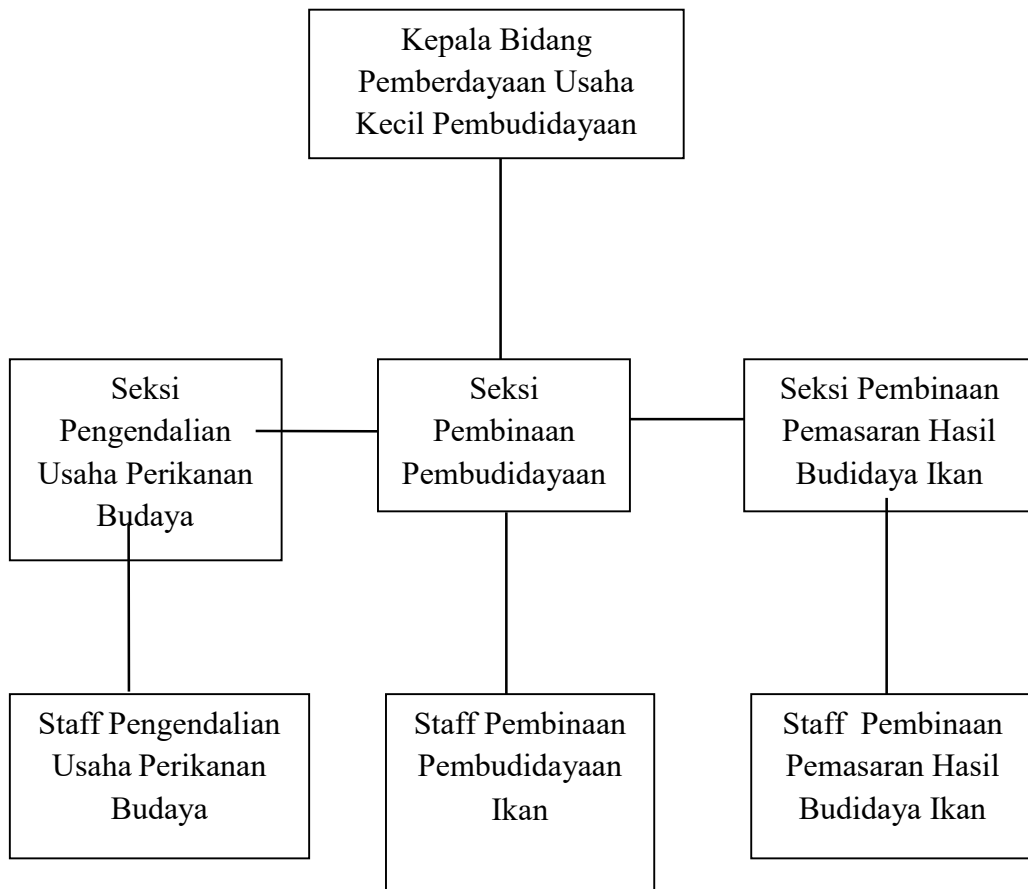 Kepala Bidang
Pemberdayaan Usaha
Kecil Pembudidayaan
Seksi
Pengendalian
Usaha Perikanan
Budaya
Seksi
Pembinaan
Pembudidayaan
Seksi Pembinaan
Pemasaran Hasil
Budidaya Ikan
Staff Pengendalian
Usaha Perikanan
Budaya
Staff Pembinaan
Pembudidayaan
Ikan
Staff  Pembinaan
Pemasaran Hasil
Budidaya Ikan